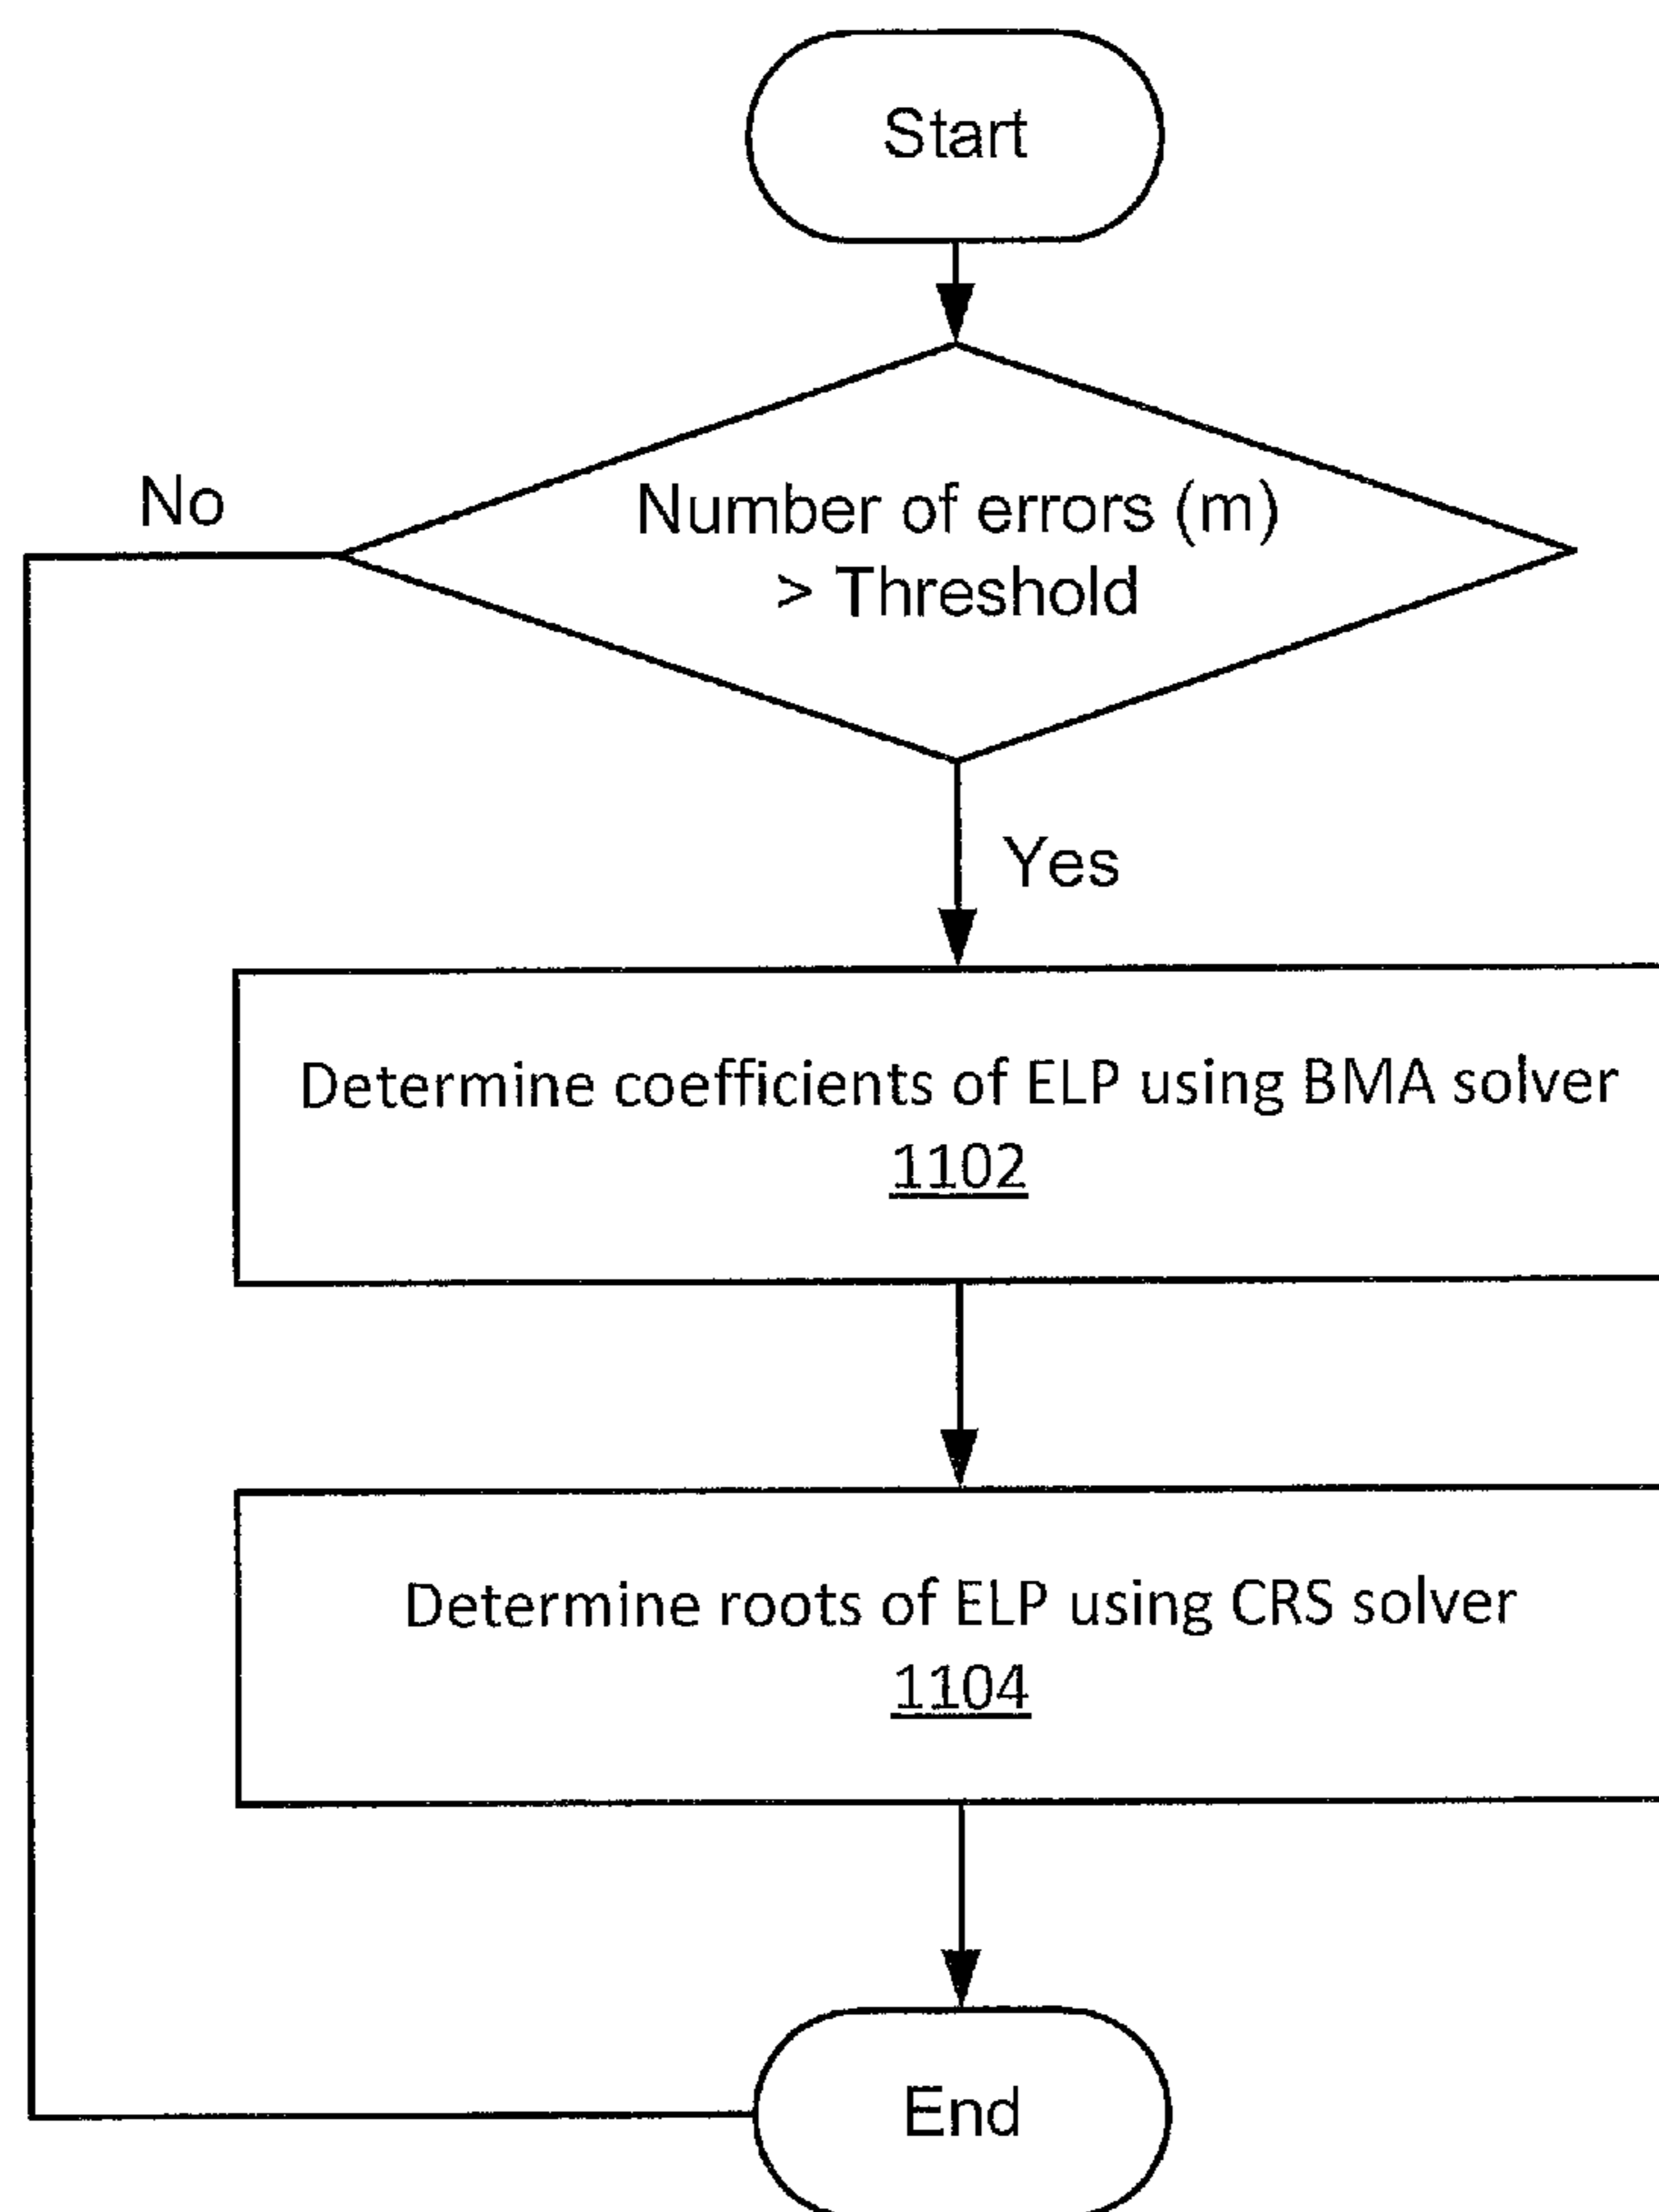 Start
No
Number of errors (m)
> Threshold
Yes
Determine coefficients of ELP using BMA solver
1102
Determine roots of ELP using CRS solver
1104
End